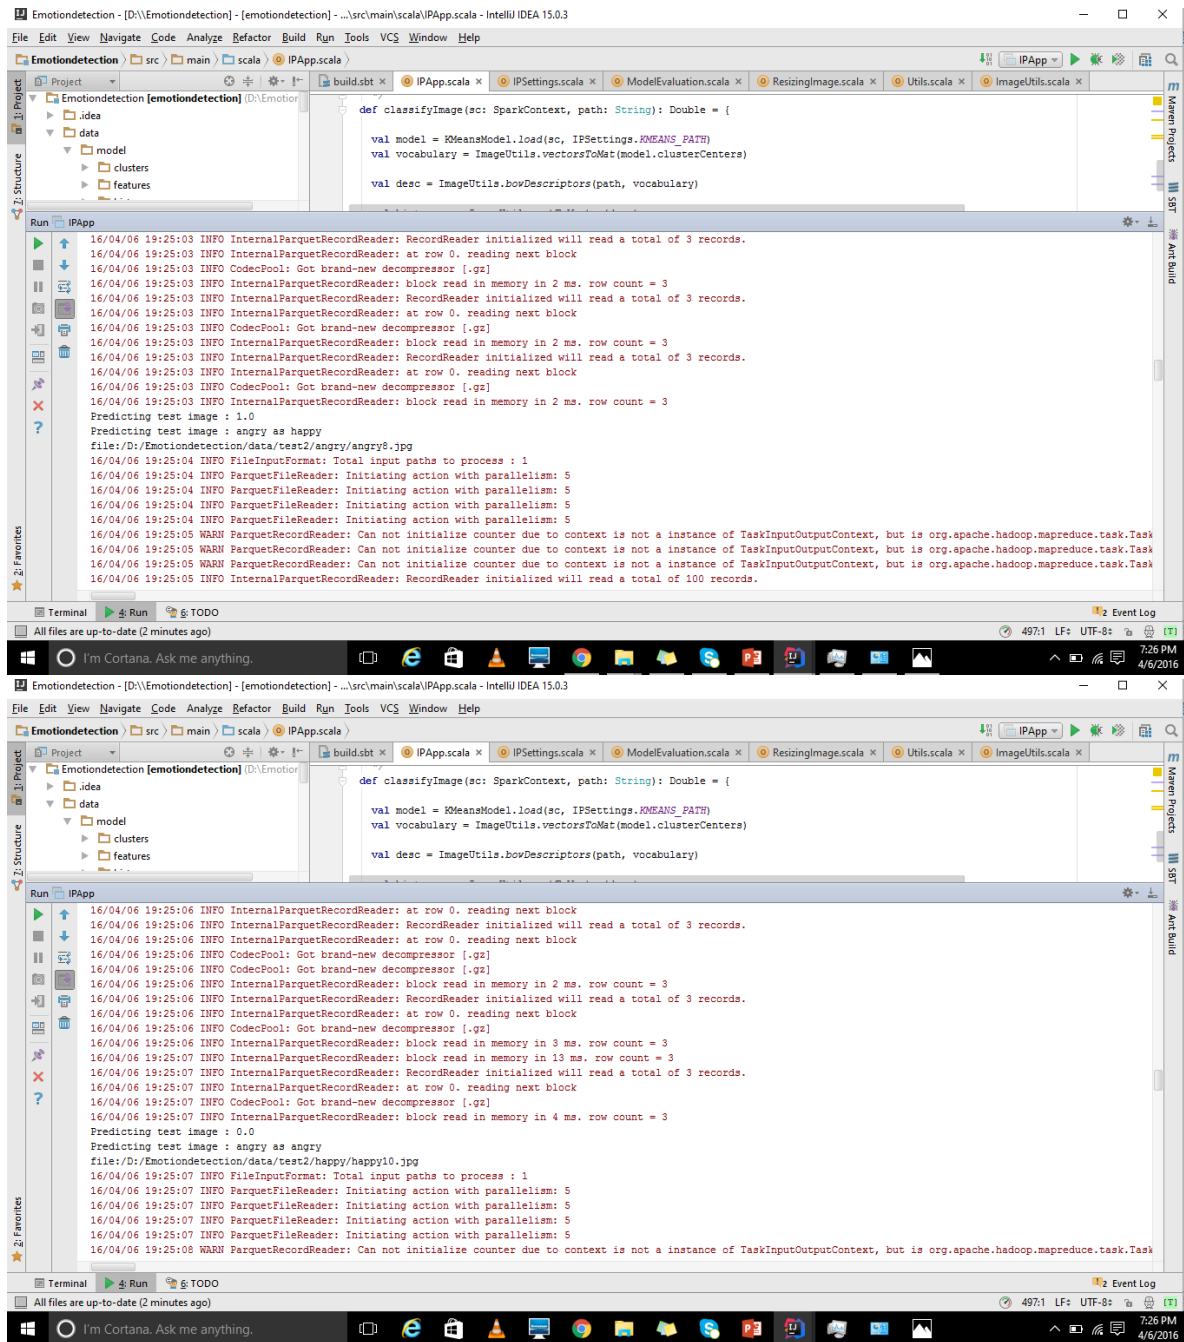 Emotiondetection - [D:\\Emotiondetection] - [emotiondetection] - ...\src\main\scala\IPApp.scala - IntelliJ IDEA 15.0.3
File Edit View Navigate Code Analyze Refactor Build Run Tools VCS Window Help
Emotiondetection src main scala IPApp.scala IPApp
Project build.sbt × IPApp.scala × IPSettings.scala × ModelEvaluation.scala × ResizingImage.scala × Utils.scala × ImageUtils.scala ×
1: Project
7: Structure
2: Favorites
Maven Projects
SBT
Ant Build
Emotiondetection [emotiondetection] (D:\Emotion
.idea
data
model
clusters
features
def classifyImage(sc: SparkContext, path: String): Double = {
val model = KMeansModel.load(sc, IPSettings.KMEANS_PATH)
val vocabulary = ImageUtils.vectorsToMat(model.clusterCenters)
val desc = ImageUtils.bowDescriptors(path, vocabulary)
Run IPApp
16/04/06 19:25:03 INFO InternalParquetRecordReader: RecordReader initialized will read a total of 3 records.
16/04/06 19:25:03 INFO InternalParquetRecordReader: at row 0. reading next block
16/04/06 19:25:03 INFO CodecPool: Got brand-new decompressor [.gz]
16/04/06 19:25:03 INFO InternalParquetRecordReader: block read in memory in 2 ms. row count = 3
16/04/06 19:25:03 INFO InternalParquetRecordReader: RecordReader initialized will read a total of 3 records.
16/04/06 19:25:03 INFO InternalParquetRecordReader: at row 0. reading next block
16/04/06 19:25:03 INFO CodecPool: Got brand-new decompressor [.gz]
16/04/06 19:25:03 INFO InternalParquetRecordReader: block read in memory in 2 ms. row count = 3
16/04/06 19:25:03 INFO InternalParquetRecordReader: RecordReader initialized will read a total of 3 records.
16/04/06 19:25:03 INFO InternalParquetRecordReader: at row 0. reading next block
16/04/06 19:25:03 INFO CodecPool: Got brand-new decompressor [.gz]
16/04/06 19:25:03 INFO InternalParquetRecordReader: block read in memory in 2 ms. row count = 3
Predicting test image : 1.0
Predicting test image : angry as happy
file:/D:/Emotiondetection/data/test2/angry/angry8.jpg
16/04/06 19:25:04 INFO FileInputFormat: Total input paths to process : 1
16/04/06 19:25:04 INFO ParquetFileReader: Initiating action with parallelism: 5
16/04/06 19:25:04 INFO ParquetFileReader: Initiating action with parallelism: 5
16/04/06 19:25:04 INFO ParquetFileReader: Initiating action with parallelism: 5
16/04/06 19:25:04 INFO ParquetFileReader: Initiating action with parallelism: 5
16/04/06 19:25:05 WARN ParquetRecordReader: Can not initialize counter due to context is not a instance of TaskInputOutputContext, but is org.apache.hadoop.mapreduce.task.Task
16/04/06 19:25:05 WARN ParquetRecordReader: Can not initialize counter due to context is not a instance of TaskInputOutputContext, but is org.apache.hadoop.mapreduce.task.Task
16/04/06 19:25:05 WARN ParquetRecordReader: Can not initialize counter due to context is not a instance of TaskInputOutputContext, but is org.apache.hadoop.mapreduce.task.Task
16/04/06 19:25:05 INFO InternalParquetRecordReader: RecordReader initialized will read a total of 100 records.
Terminal 4: Run 6: TODO 2 Event Log
All files are up-to-date (2 minutes ago) 497:1 LF UTF-8 [T]
I'm Cortana. Ask me anything. 7:26 PM
4/6/2016
Emotiondetection - [D:\\Emotiondetection] - [emotiondetection] - ...\src\main\scala\IPApp.scala - IntelliJ IDEA 15.0.3
File Edit View Navigate Code Analyze Refactor Build Run Tools VCS Window Help
Emotiondetection src main scala IPApp.scala IPApp
Project build.sbt × IPApp.scala × IPSettings.scala × ModelEvaluation.scala × ResizingImage.scala × Utils.scala × ImageUtils.scala ×
1: Project
7: Structure
2: Favorites
Maven Projects
SBT
Ant Build
Emotiondetection [emotiondetection] (D:\Emotion
.idea
data
model
clusters
features
def classifyImage(sc: SparkContext, path: String): Double = {
val model = KMeansModel.load(sc, IPSettings.KMEANS_PATH)
val vocabulary = ImageUtils.vectorsToMat(model.clusterCenters)
val desc = ImageUtils.bowDescriptors(path, vocabulary)
Run IPApp
16/04/06 19:25:06 INFO InternalParquetRecordReader: at row 0. reading next block
16/04/06 19:25:06 INFO InternalParquetRecordReader: RecordReader initialized will read a total of 3 records.
16/04/06 19:25:06 INFO InternalParquetRecordReader: at row 0. reading next block
16/04/06 19:25:06 INFO CodecPool: Got brand-new decompressor [.gz]
16/04/06 19:25:06 INFO CodecPool: Got brand-new decompressor [.gz]
16/04/06 19:25:06 INFO InternalParquetRecordReader: block read in memory in 2 ms. row count = 3
16/04/06 19:25:06 INFO InternalParquetRecordReader: RecordReader initialized will read a total of 3 records.
16/04/06 19:25:06 INFO InternalParquetRecordReader: at row 0. reading next block
16/04/06 19:25:06 INFO CodecPool: Got brand-new decompressor [.gz]
16/04/06 19:25:06 INFO InternalParquetRecordReader: block read in memory in 3 ms. row count = 3
16/04/06 19:25:07 INFO InternalParquetRecordReader: block read in memory in 13 ms. row count = 3
16/04/06 19:25:07 INFO InternalParquetRecordReader: RecordReader initialized will read a total of 3 records.
16/04/06 19:25:07 INFO InternalParquetRecordReader: at row 0. reading next block
16/04/06 19:25:07 INFO CodecPool: Got brand-new decompressor [.gz]
16/04/06 19:25:07 INFO InternalParquetRecordReader: block read in memory in 4 ms. row count = 3
Predicting test image : 0.0
Predicting test image : angry as angry
file:/D:/Emotiondetection/data/test2/happy/happy10.jpg
16/04/06 19:25:07 INFO FileInputFormat: Total input paths to process : 1
16/04/06 19:25:07 INFO ParquetFileReader: Initiating action with parallelism: 5
16/04/06 19:25:07 INFO ParquetFileReader: Initiating action with parallelism: 5
16/04/06 19:25:07 INFO ParquetFileReader: Initiating action with parallelism: 5
16/04/06 19:25:07 INFO ParquetFileReader: Initiating action with parallelism: 5
16/04/06 19:25:08 WARN ParquetRecordReader: Can not initialize counter due to context is not a instance of TaskInputOutputContext, but is org.apache.hadoop.mapreduce.task.Task
Terminal 4: Run 6: TODO 2 Event Log
All files are up-to-date (2 minutes ago) 497:1 LF UTF-8 [T]
I'm Cortana. Ask me anything. 7:26 PM
4/6/2016